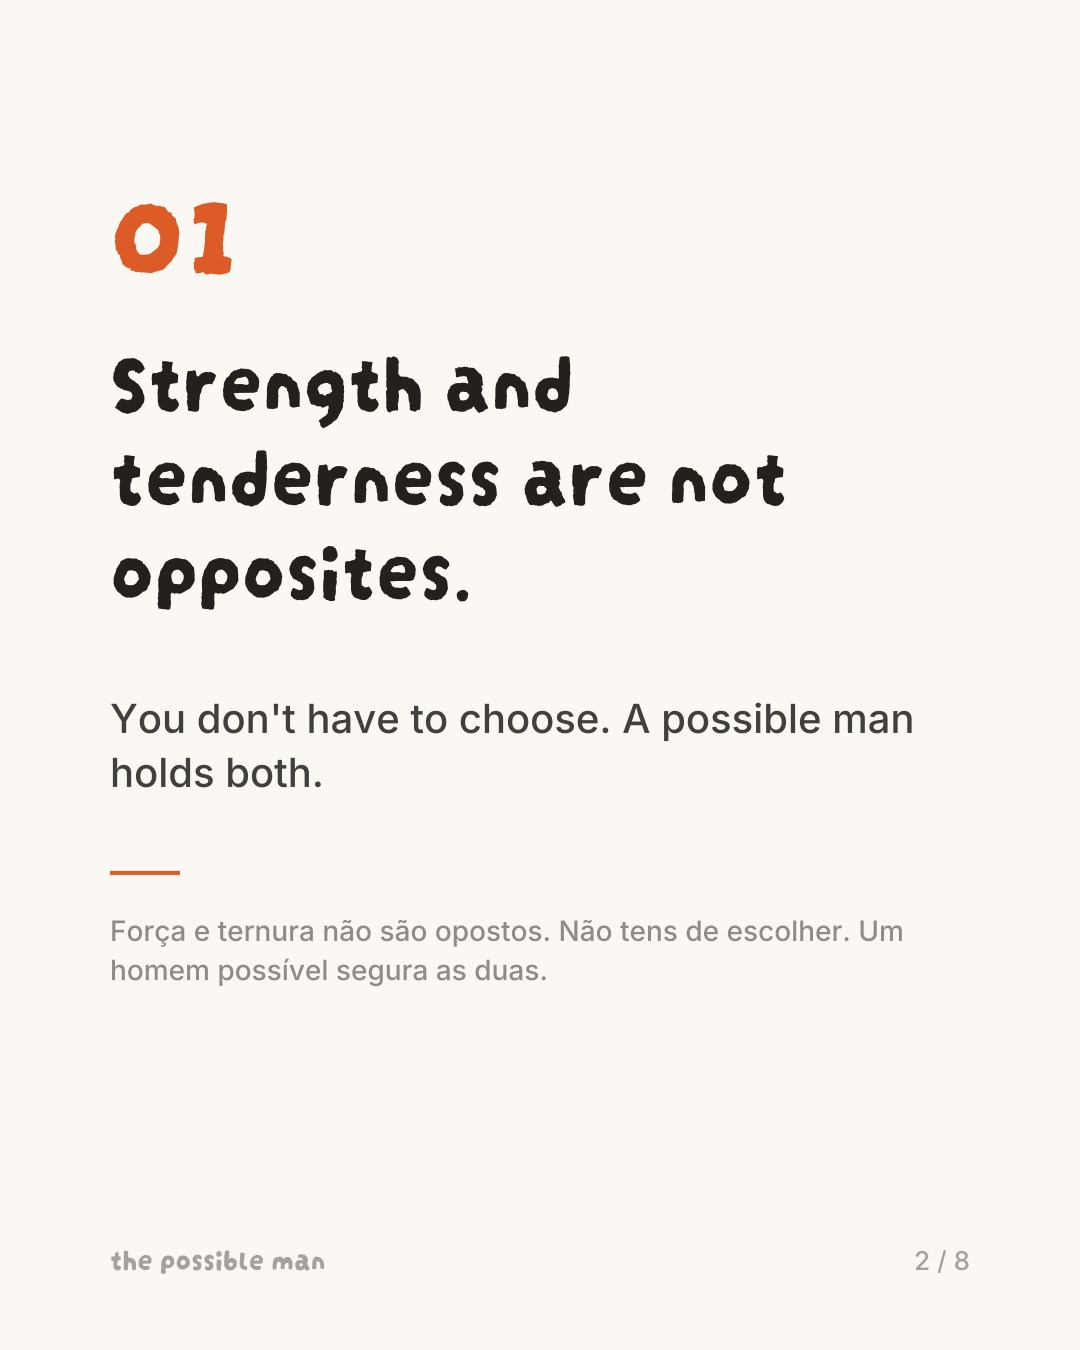 01
Strength and
tenderness are not
opposites.
You don't have to choose. A possible man
holds both.
Força e ternura não são opostos. Não tens de escolher. Um
homem possível segura as duas.
the possible man
2 / 8